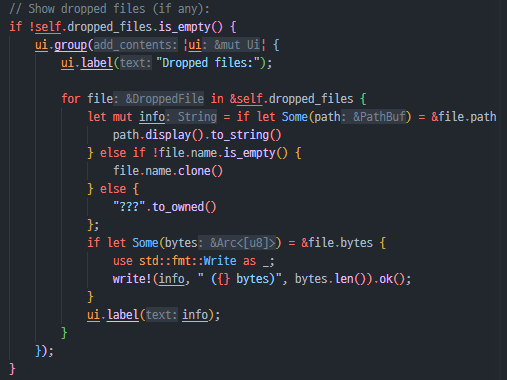 // Show dropped files (if any):
if !self.dropped_files.is_empty() {
ui.group(add_contents: |ui: &mut Ui| {
ui.label(text: "Dropped files:");
for file: &DroppedFile in &self.dropped_files {
let mut info: String = if let Some(path: &PathBuf) = &file.path
path.display().to_string()
} else if !file.name.is_empty() {
file.name.clone()
} else {
"???".to_owned()
};
if let Some(bytes: &Arc<[u8]>) = &file.bytes {
use std::fmt::Write as _;
write!(info, " ({} bytes)", bytes.len()).ok();
}
ui.label(text: info);
}
});
}